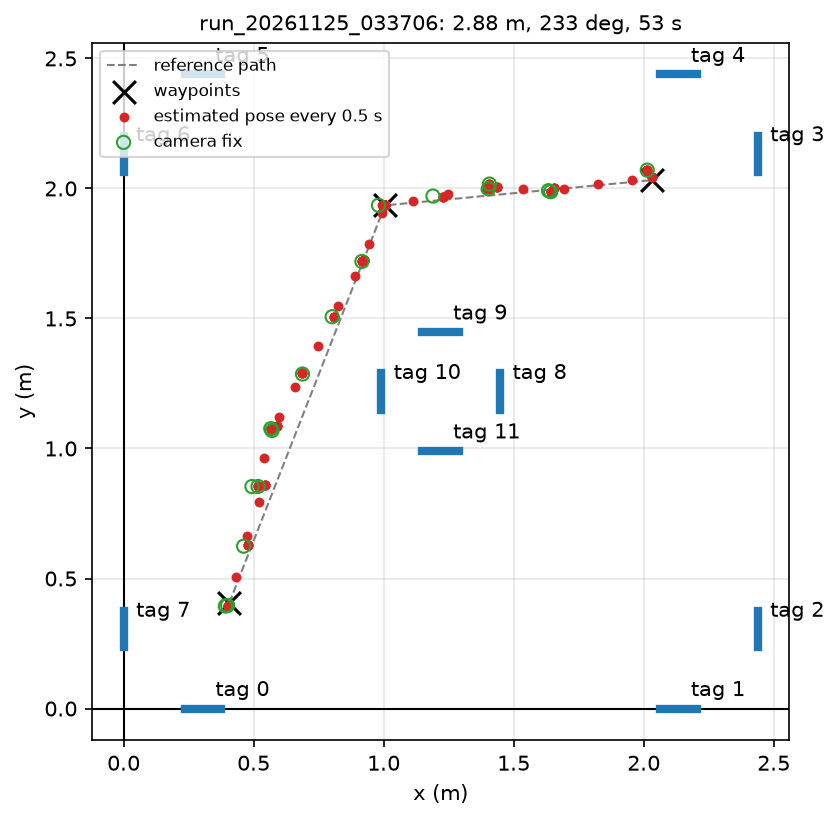 run_20261125_033706: 2.88 m, 233 deg, 53 s
tag 5
tag 4
reference path
waypoints
estimated pose every 0.5 s
camera fix
tag 6
tag 3
tag 9
tag 10
tag 8
tag 11
tag 7
tag 2
tag 0
tag 1
2.5
2.0
1.5
1.0
0.5
0.0
y (m)
0.0
0.5
1.0
1.5
2.0
2.5
x (m)